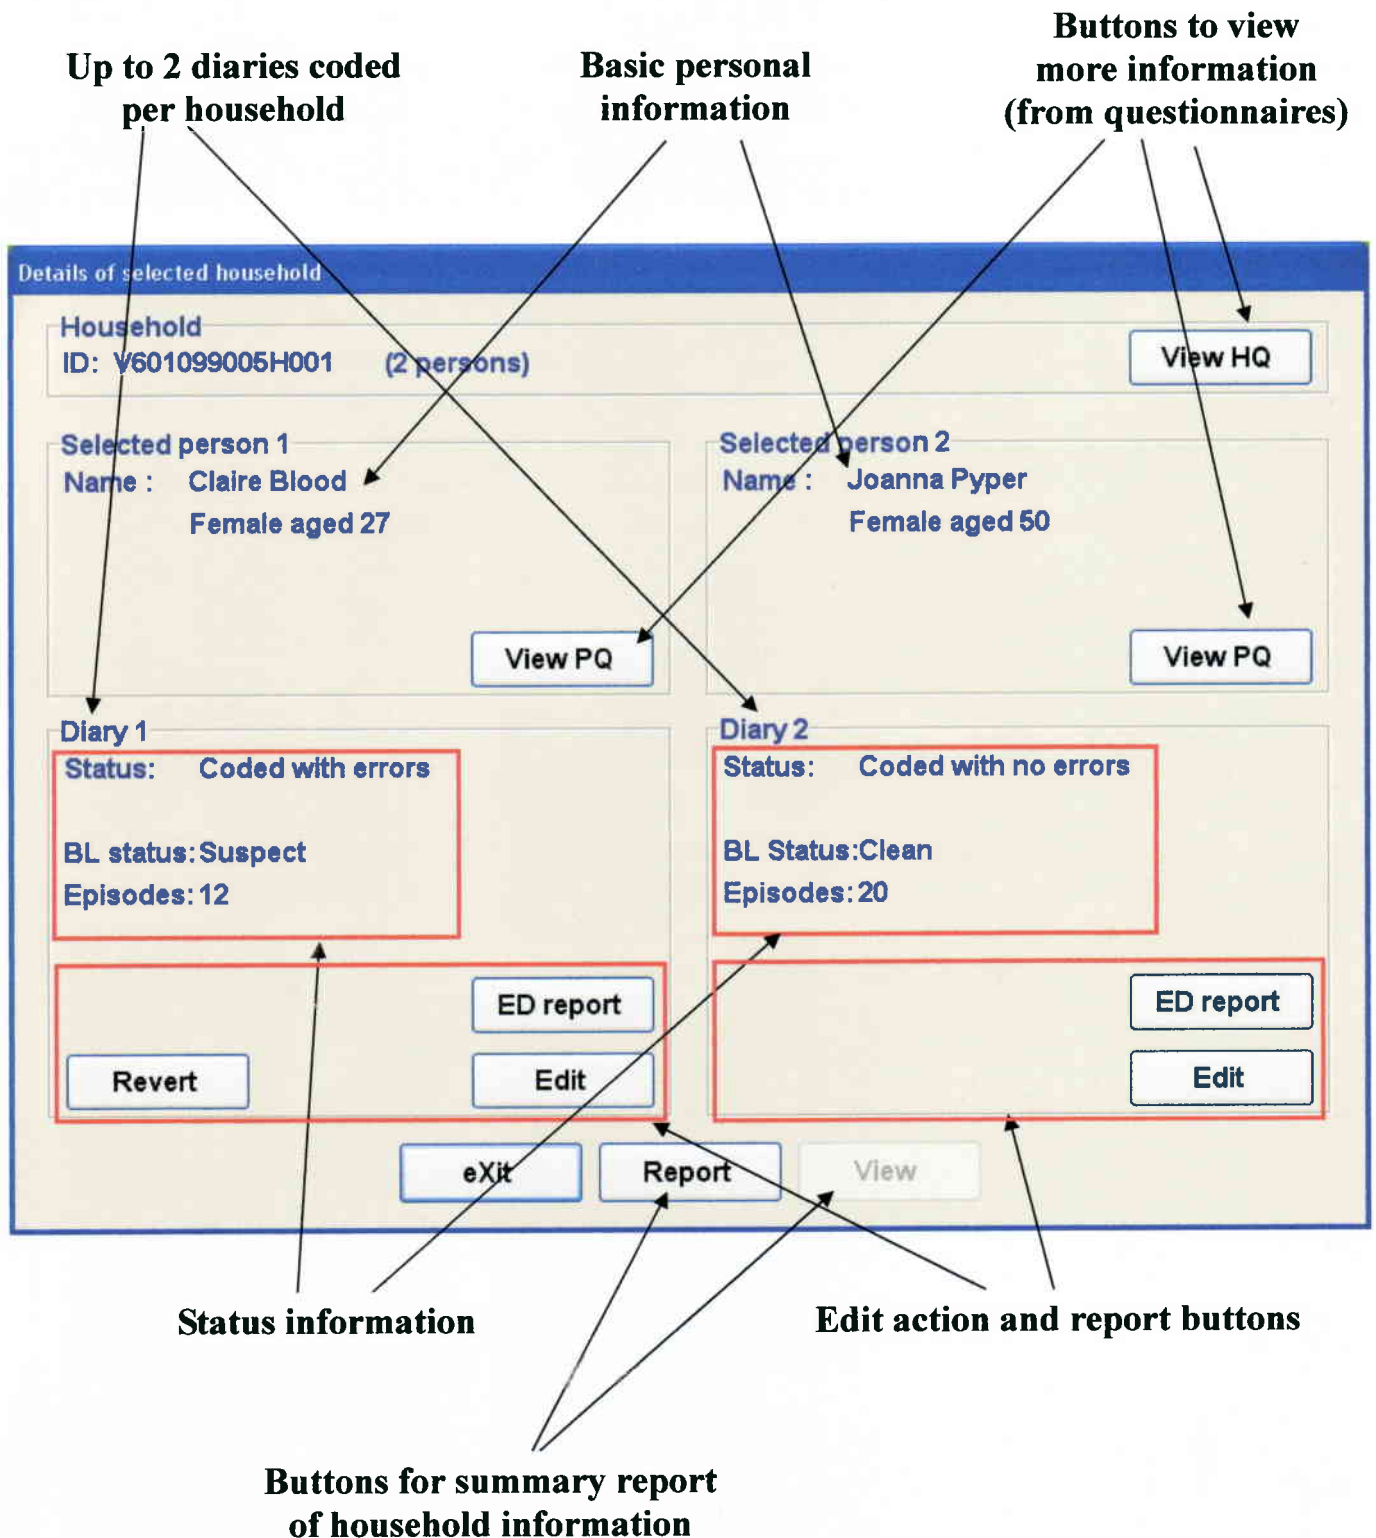 Up to 2 diaries coded
per household
Basic personal
information
Buttons to view
more information
(from questionnaires)
Details of selected household
Household
ID: V601099005H001 (2 persons)
View HQ
Selected person 1
Name : Claire Blood
Female aged 27
View PQ
Selected person 2
Name : Joanna Pyper
Female aged 50
View PQ
Diary 1
Status: Coded with errors
BL status: Suspect
Episodes: 12
ED report
Revert
Edit
Diary 2
Status: Coded with no errors
BL Status:Clean
Episodes: 20
ED report
Edit
eXit
Report
View
Status information
Edit action and report buttons
Buttons for summary report
of household information